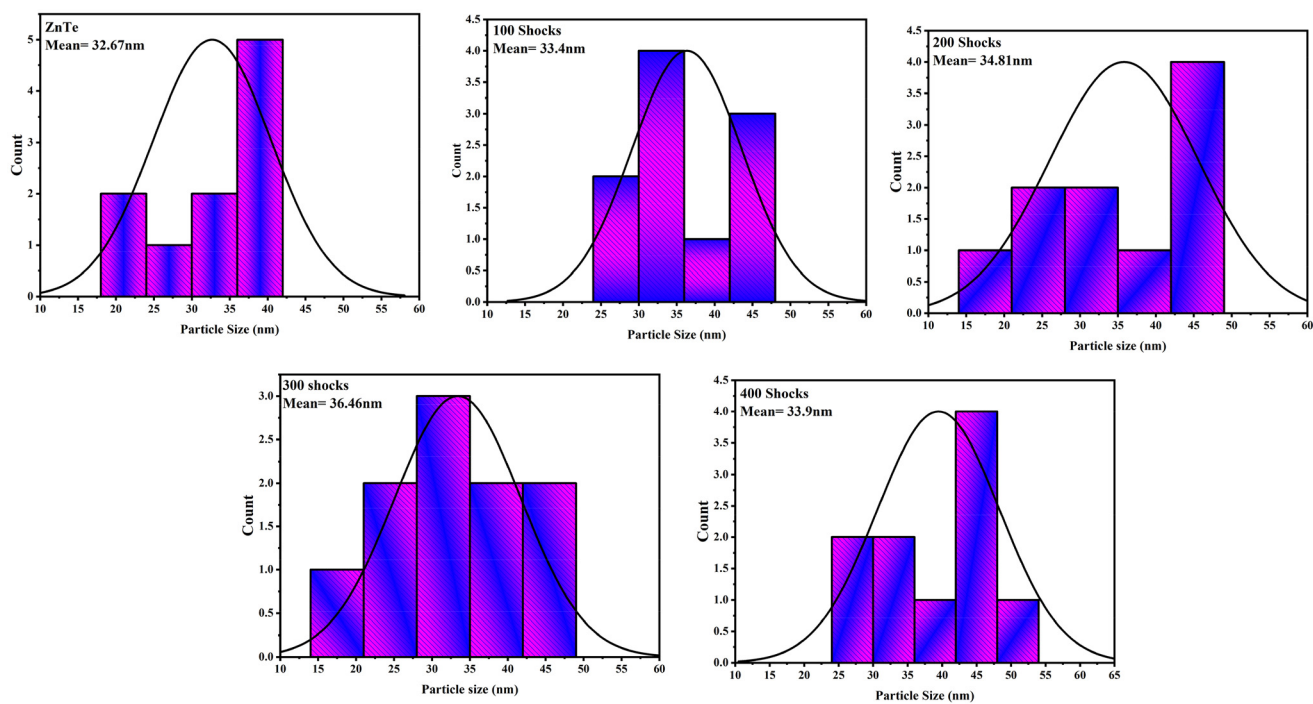 ZnTe
Mean= 32.67nm
5
4
3
2
1
0
Count
10 15 20 25 30 35 40 45 50 55 60
Particle Size (nm)
100 Shocks
Mean= 33.4nm
4.5
4.0
3.5
3.0
2.5
2.0
1.5
1.0
0.5
0.0
Count
10 15 20 25 30 35 40 45 50 55 60
Particle Size (nm)
200 Shocks
Mean= 34.81nm
4.5
4.0
3.5
3.0
2.5
2.0
1.5
1.0
0.5
0.0
Count
10 15 20 25 30 35 40 45 50 55 60
Particle size (nm)
300 shocks
Mean= 36.46nm
3.0
2.5
2.0
1.5
1.0
0.5
0.0
Count
10 15 20 25 30 35 40 45 50 55 60
Particle size (nm)
400 Shocks
Mean= 33.9nm
4.5
4.0
3.5
3.0
2.5
2.0
1.5
1.0
0.5
0.0
Count
10 15 20 25 30 35 40 45 50 55 60 65
Particle Size (nm)